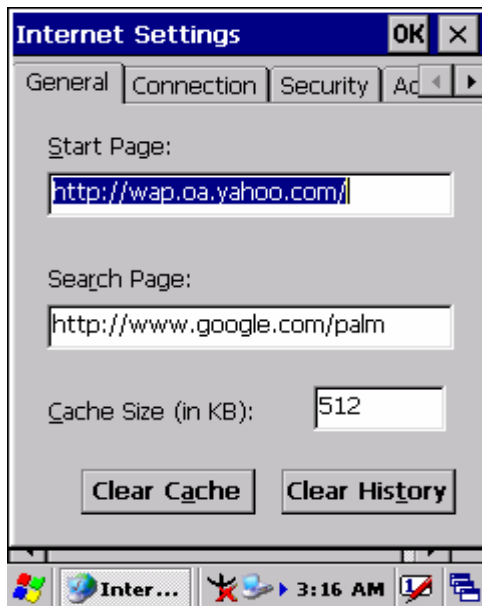 Internet Settings OK ×
General Connection Security Ad
Start Page:
http://wap.oa.yahoo.com/
Search Page:
http://www.google.com/palm
Cache Size (in KB): 512
Clear Cache Clear History
Inter... 3:16 AM